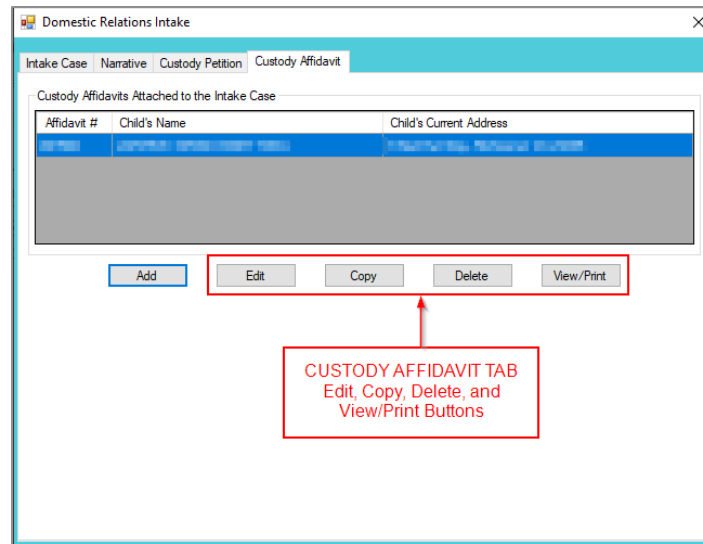 Domestic Relations Intake
Intake Case Narrative Custody Petition Custody Affidavit
Custody Affidavits Attached to the Intake Case
Affidavit # Child's Name Child's Current Address
Add Edit Copy Delete View/Print
CUSTODY AFFIDAVIT TAB
Edit, Copy, Delete, and
View/Print Buttons